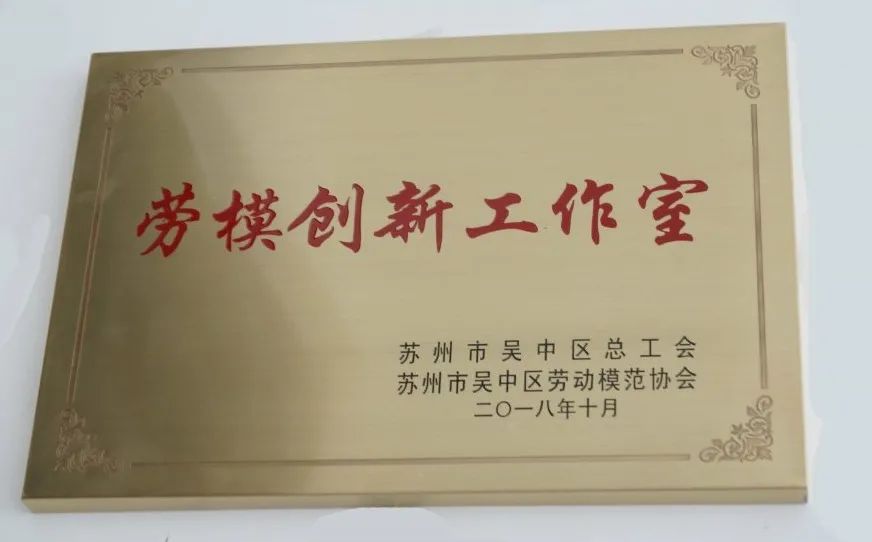 劳模创新工作室
苏州市吴中区总工会
苏州市吴中区劳动模范协会
二〇一八年十月